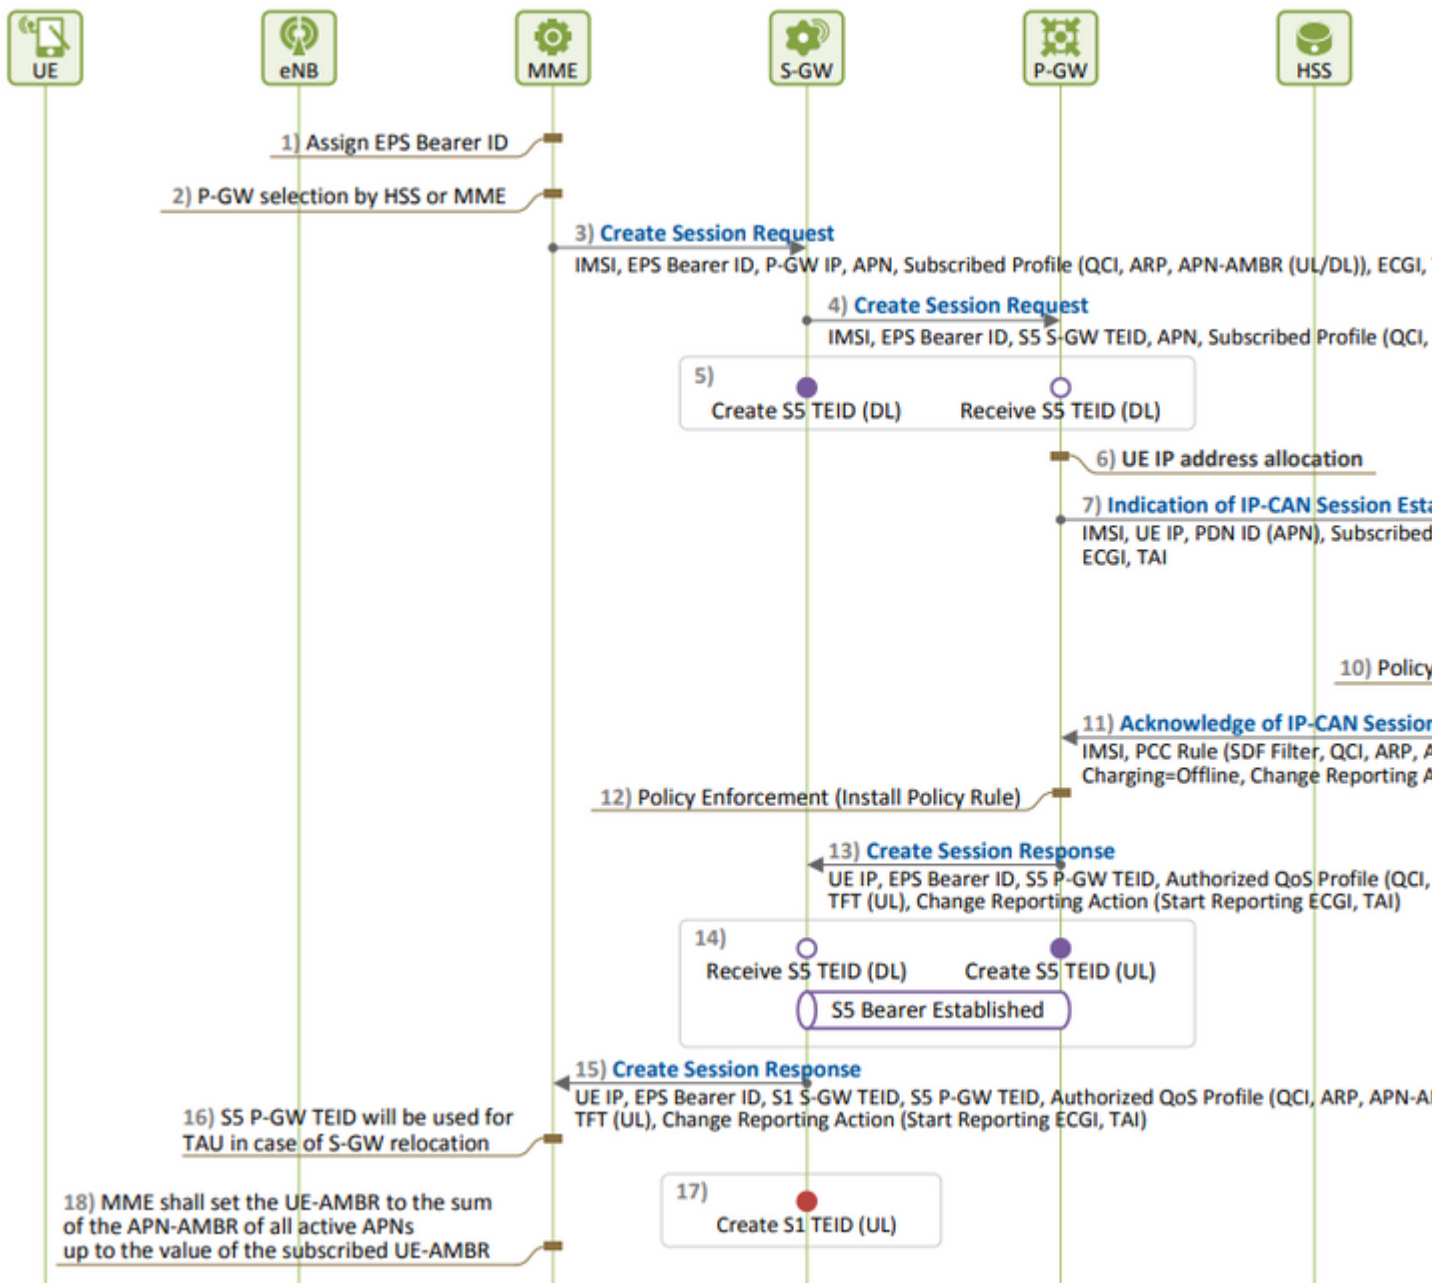 UE
eNB
MME
S-GW
P-GW
HSS
1) Assign EPS Bearer ID
2) P-GW selection by HSS or MME
3) Create Session Request
IMSI, EPS Bearer ID, P-GW IP, APN, Subscribed Profile (QCI, ARP, APN-AMBR (UL/DL)), ECGI,
4) Create Session Request
IMSI, EPS Bearer ID, S5 S-GW TEID, APN, Subscribed Profile (QCI,
5)
Create S5 TEID (DL)
Receive S5 TEID (DL)
6) UE IP address allocation
7) Indication of IP-CAN Session Esta
IMSI, UE IP, PDN ID (APN), Subscribed
ECGI, TAI
10) Policy
11) Acknowledge of IP-CAN Session
IMSI, PCC Rule (SDF Filter, QCI, ARP, A
Charging=Offline, Change Reporting A
12) Policy Enforcement (Install Policy Rule)
13) Create Session Response
UE IP, EPS Bearer ID, S5 P-GW TEID, Authorized QoS Profile (QCI,
TFT (UL), Change Reporting Action (Start Reporting ECGI, TAI)
14)
Receive S5 TEID (DL)
Create S5 TEID (UL)
S5 Bearer Established
15) Create Session Response
UE IP, EPS Bearer ID, S1 S-GW TEID, S5 P-GW TEID, Authorized QoS Profile (QCI, ARP, APN-A
TFT (UL), Change Reporting Action (Start Reporting ECGI, TAI)
16) S5 P-GW TEID will be used for
TAU in case of S-GW relocation
17)
Create S1 TEID (UL)
18) MME shall set the UE-AMBR to the sum
of the APN-AMBR of all active APNs
up to the value of the subscribed UE-AMBR